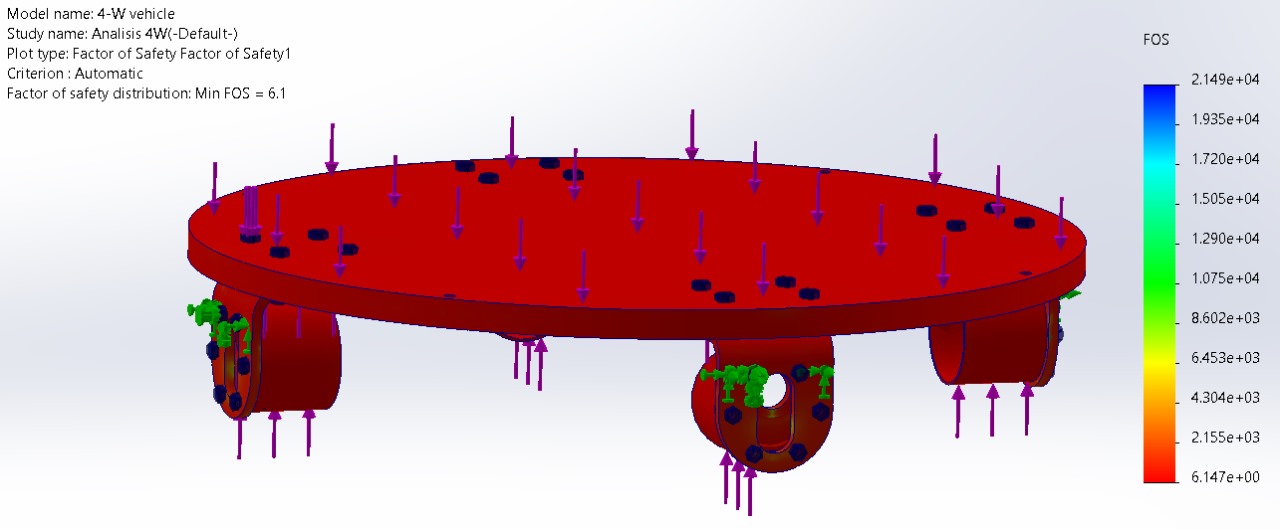 Model name: 4-W vehicle
Study name: Analisis 4W(-Default-)
Plot type: Factor of Safety Factor of Safety1
Criterion : Automatic
Factor of safety distribution: Min FOS = 6.1
FOS
2.149e+04
1.935e+04
1.720e+04
1.505e+04
1.290e+04
1.075e+04
8.602e+03
6.453e+03
4.304e+03
2.155e+03
6.147e+00